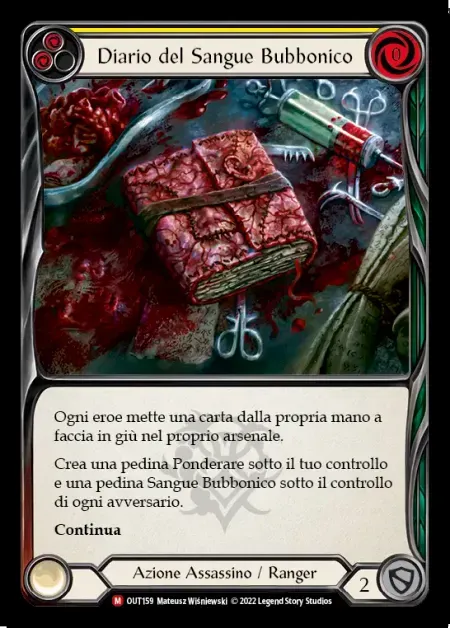 Diario del Sangue Bubbonico
0
Ogni eroe mette una carta dalla propria mano a
faccia in giù nel proprio arsenale.
Crea una pedina Ponderare sotto il tuo controllo
e una pedina Sangue Bubbonico sotto il controllo
di ogni avversario.
Continua
Azione Assassino / Ranger
2
M OUT159 Mateusz Wiśniewski © 2022 Legend Story Studios